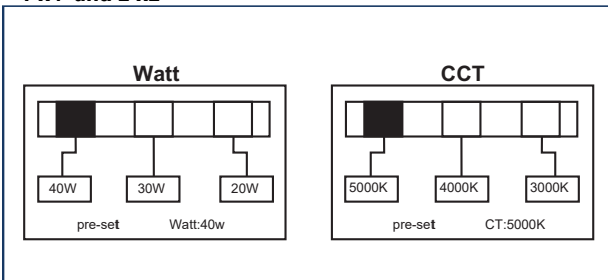 Watt
40W 30W 20W
pre-set Watt:40w
CCT
5000K 4000K 3000K
pre-set CT:5000K